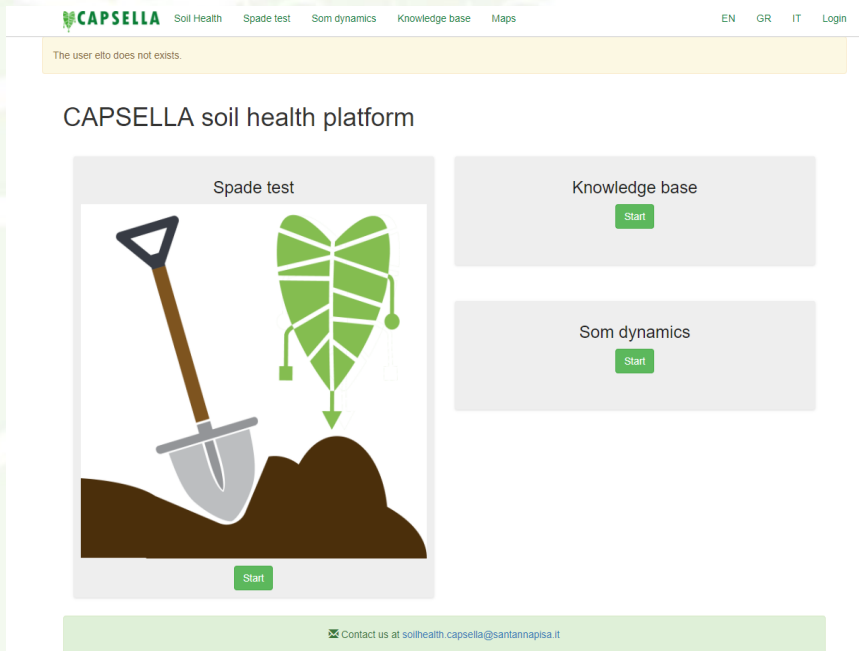 CAPSELLA Soil Health Spade test Som dynamics Knowledge base Maps EN GR IT Login
The user elto does not exists.
CAPSELLA soil health platform
Spade test
Start
Knowledge base
Start
Som dynamics
Start
Contact us at soilhealth.capsella@santannapisa.it